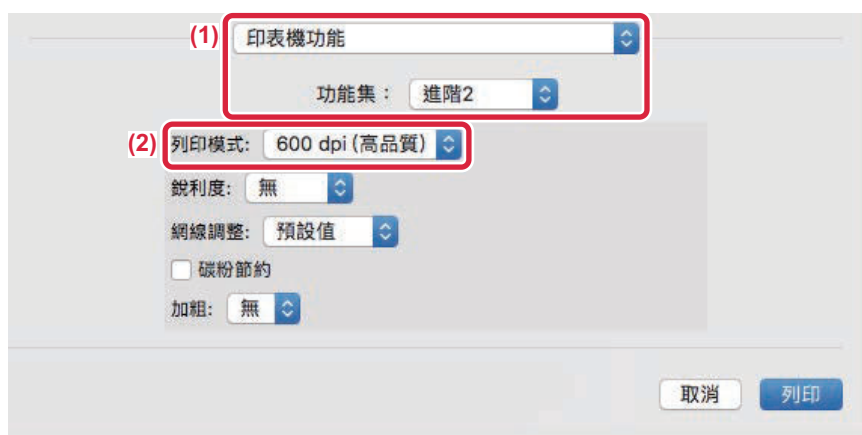 (1) 印表機功能
功能集： 進階2
(2) 列印模式: 600 dpi (高品質)
銳利度: 無
網線調整: 預設值
碳粉節約
加粗: 無
取消 列印